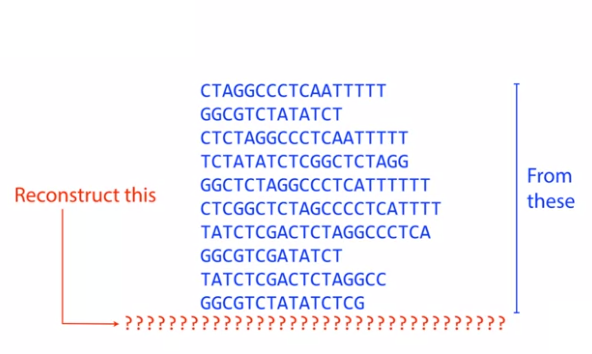 CTAGGCCCTCAATTTTT
GGCGTCTATATCT
CTCTAGGCCCTCAATTTTT
TCTATATCTCGGCTCTAGG
GGCTCTAGGCCCTCATTTTTT
CTCGGCTCTAGCCCCTCATTTT
TATCTCGACTCTAGGCCCTCA
GGCGTCGATATCT
TATCTCGACTCTAGGCC
GGCGTCTATATCTCG
From
these
Reconstruct this
???????????????????????????????????